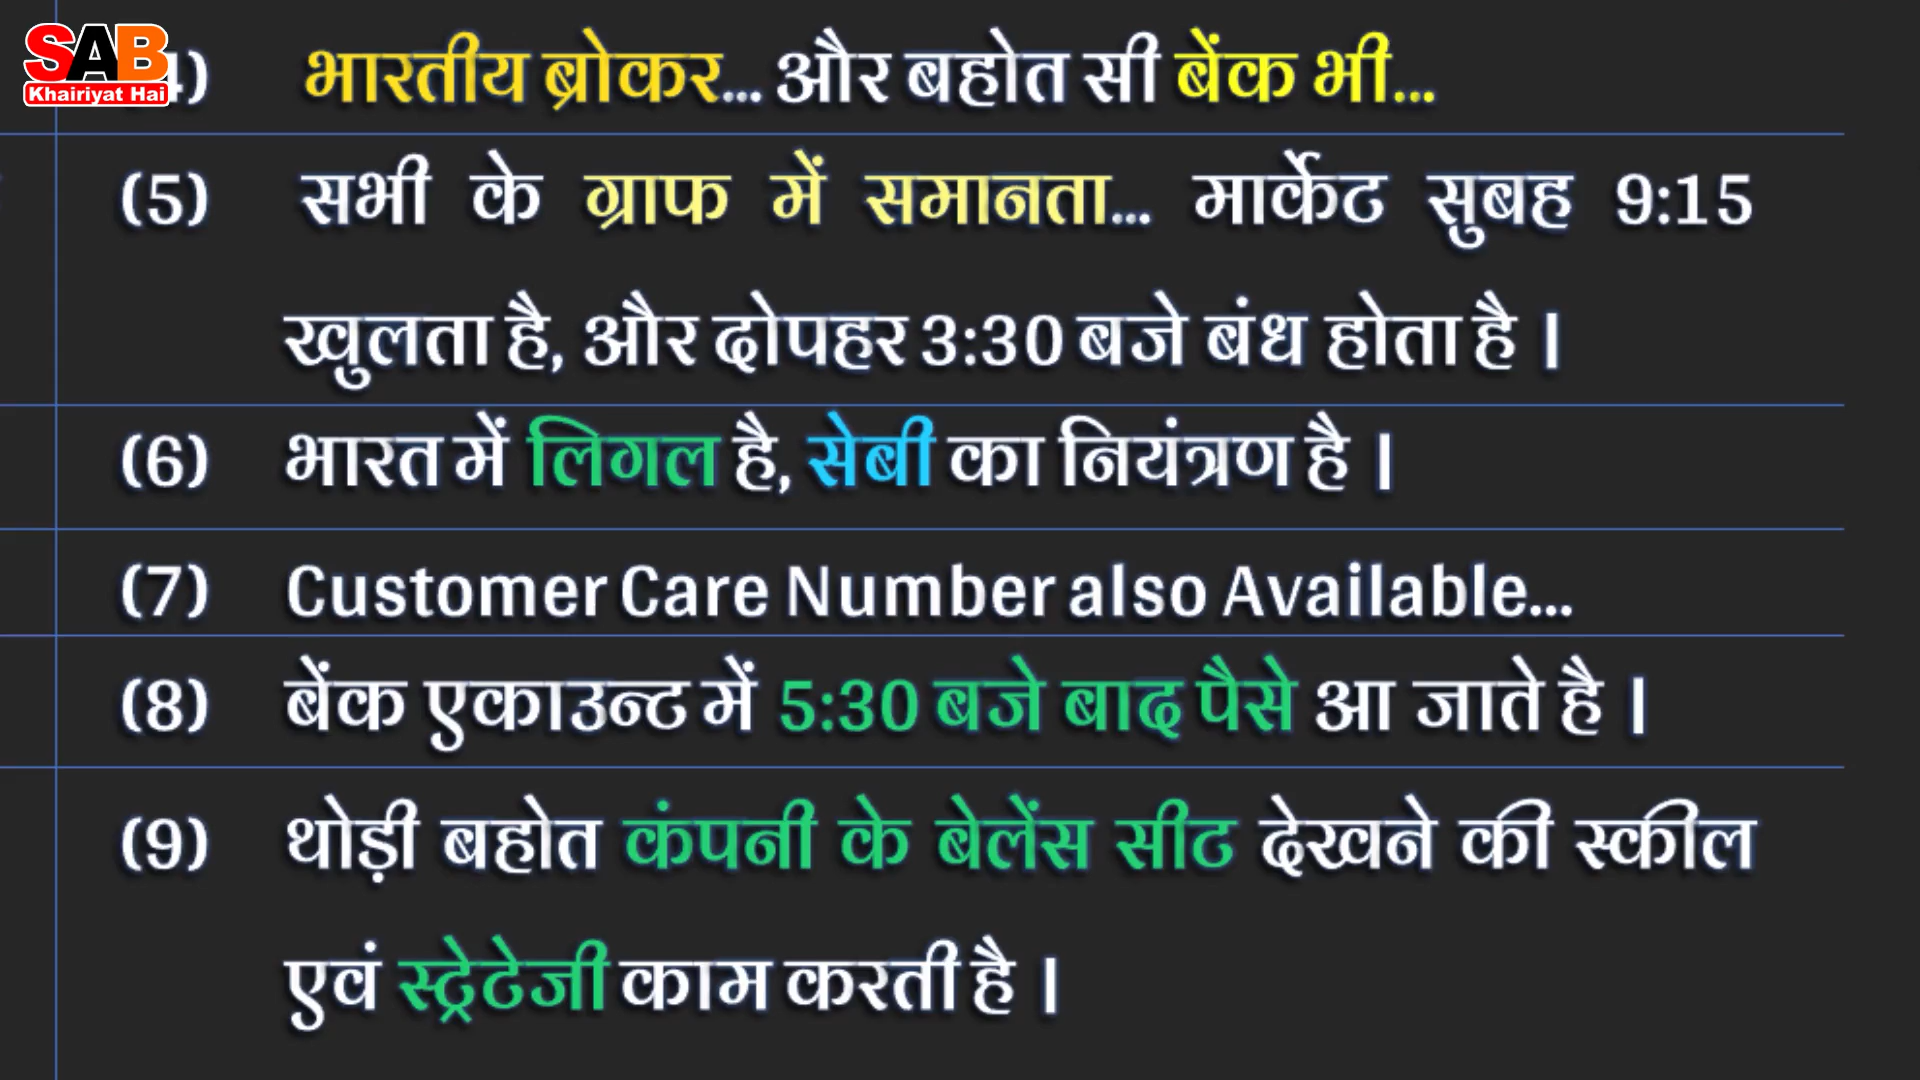 SAB
Khairiyat Hai
4) भारतीय ब्रोकर... और बहोत सी बेंक भी...
(5) सभी के ग्राफ में समानता... मार्केट सुबह 9:15
खुलता है, और दोपहर 3:30 बजे बंध होता है ।
(6) भारत में लिगल है, सेबी का नियंत्रण है ।
(7) Customer Care Number also Available...
(8) बेंक एकाउन्ट में 5:30 बजे बाद पैसे आ जाते है ।
(9) थोड़ी बहोत कंपनी के बेलेंस सीट देखने की स्कील
एवं स्ट्रेटेजी काम करती है ।